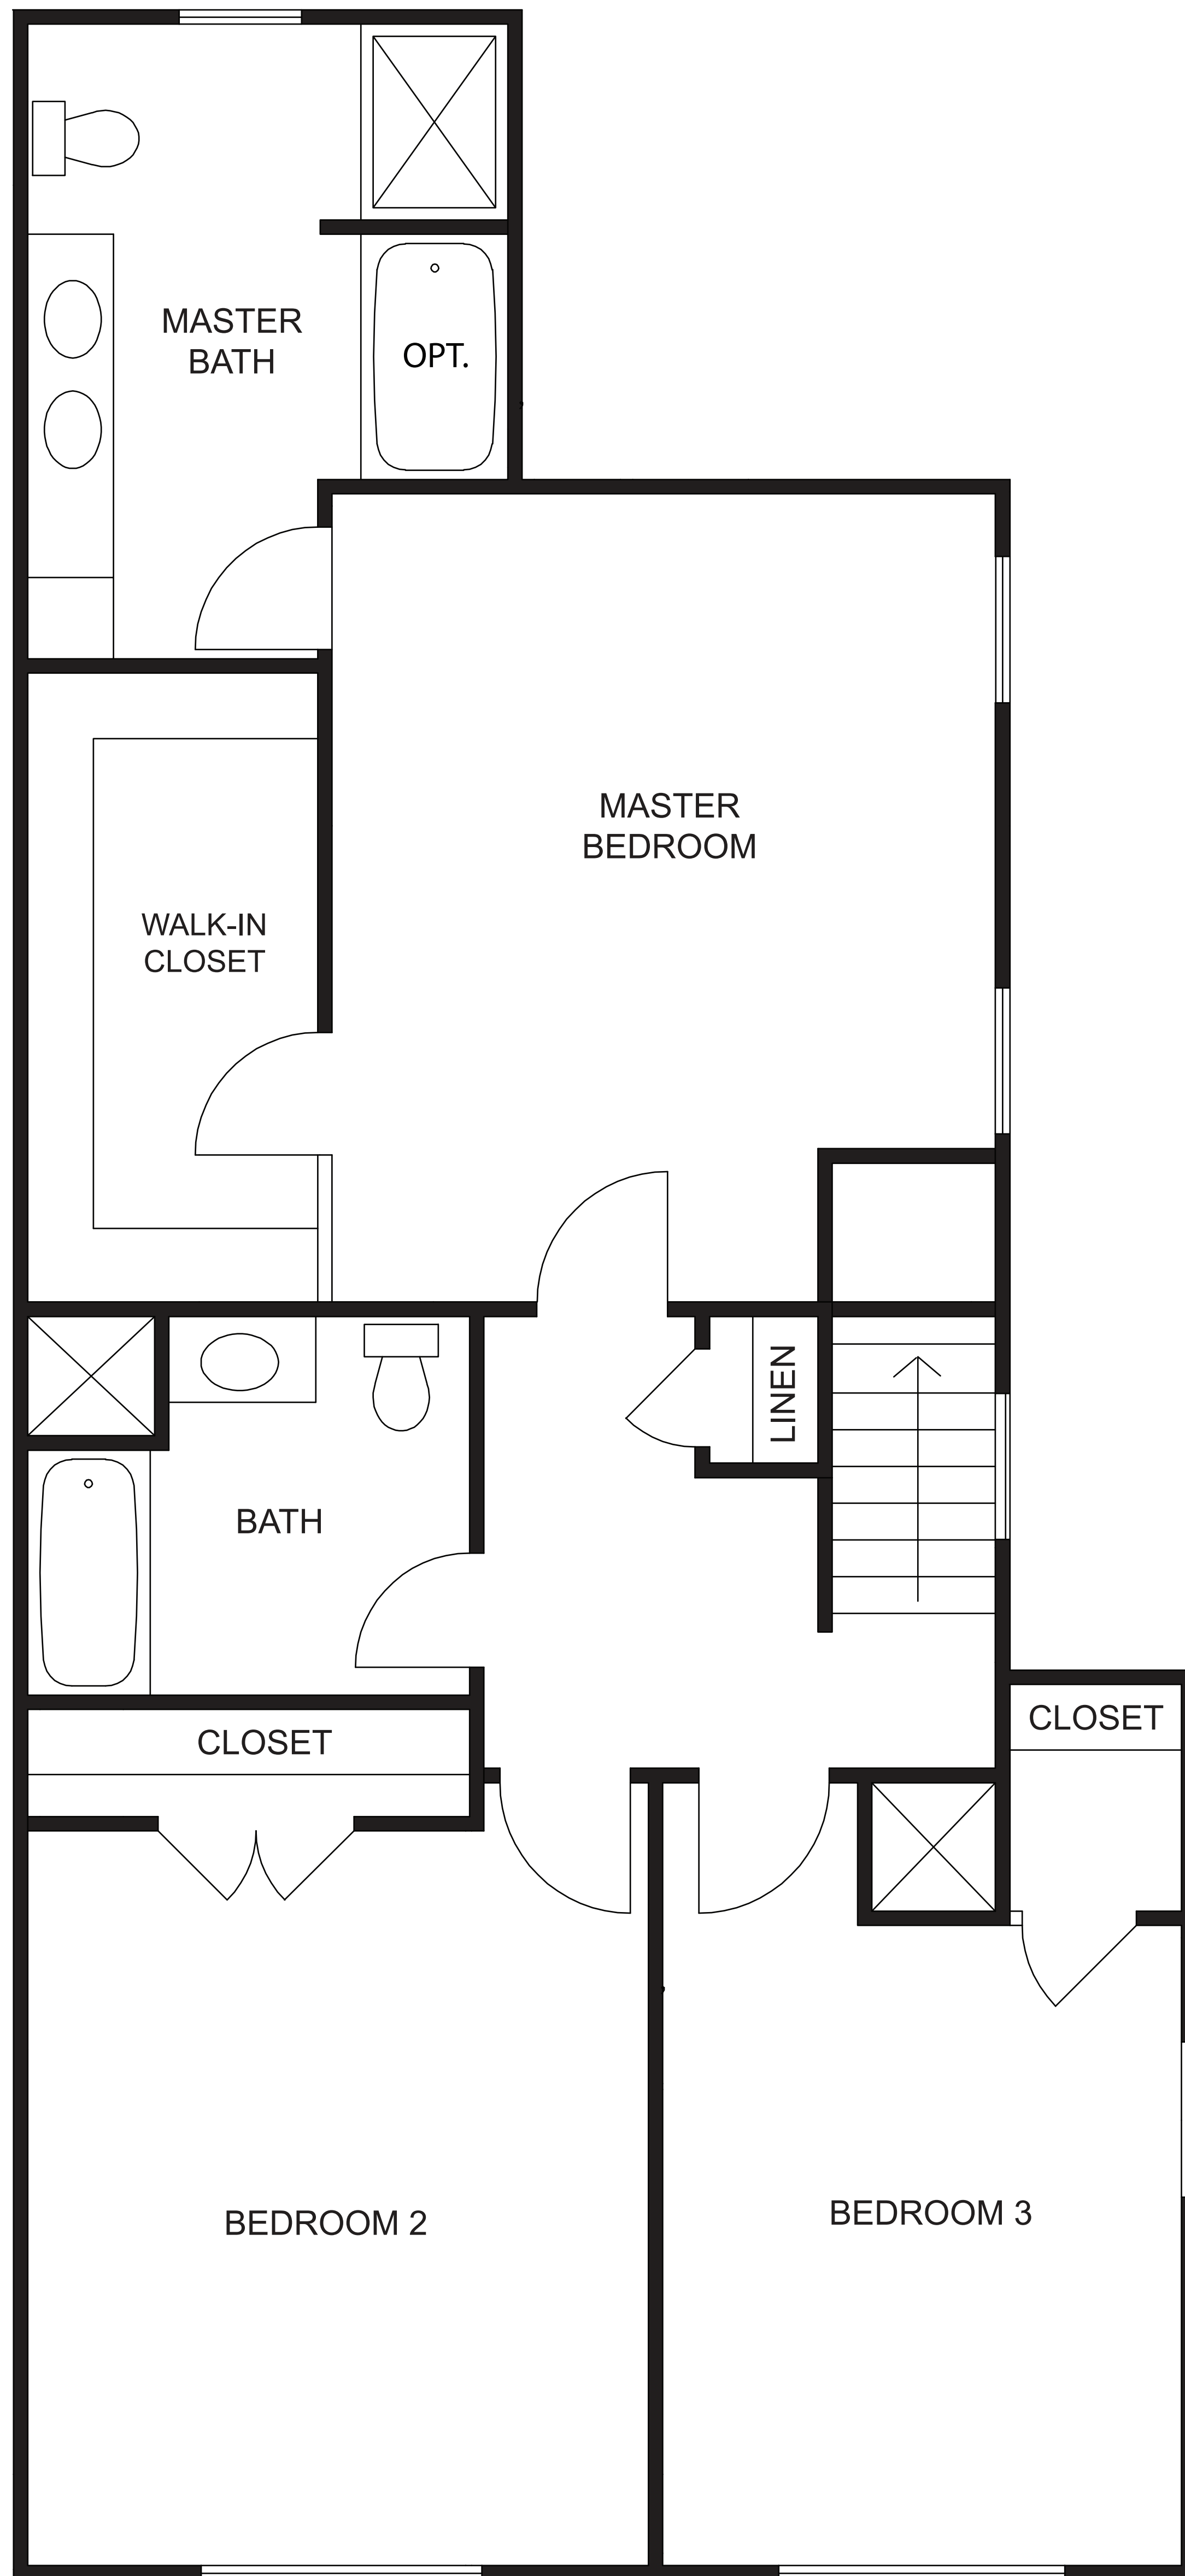 MASTER
BATH
OPT.
MASTER
BEDROOM
WALK-IN
CLOSET
LINEN
BATH
CLOSET
CLOSET
BEDROOM 2
BEDROOM 3